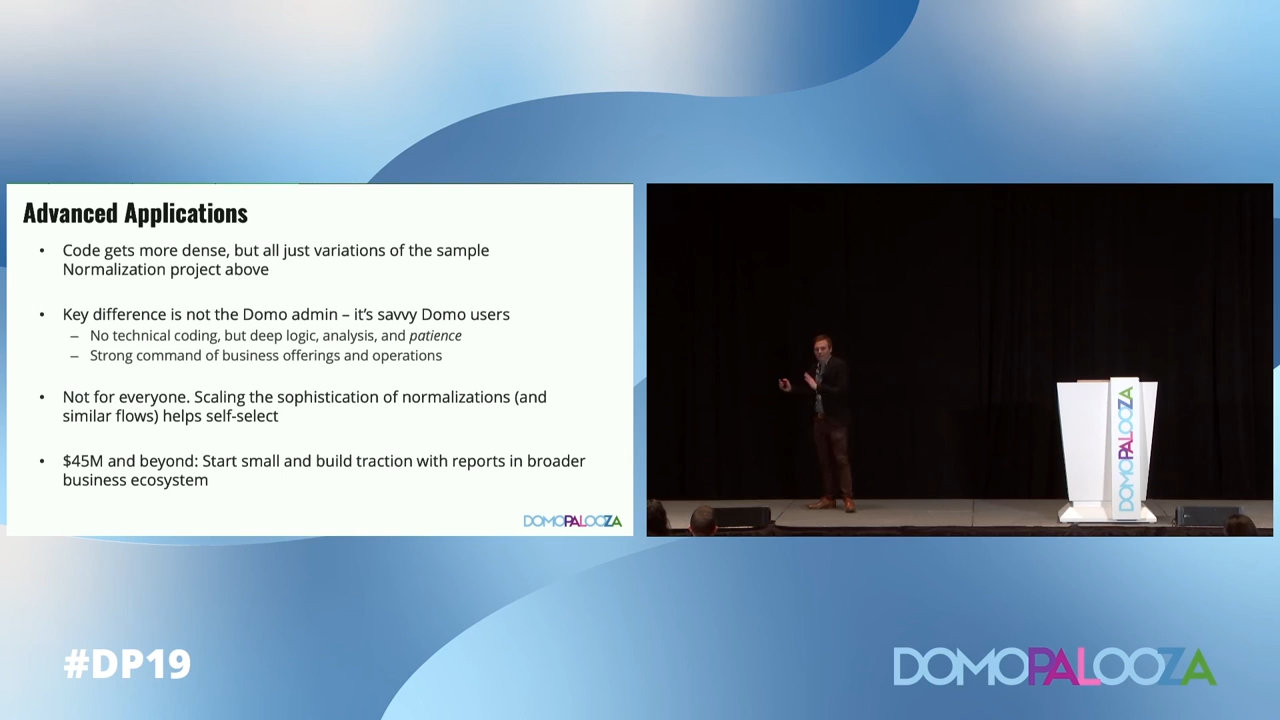 Advanced Applications
• Code gets more dense, but all just variations of the sample
Normalization project above
• Key difference is not the Domo admin – it's savvy Domo users
– No technical coding, but deep logic, analysis, and patience
– Strong command of business offerings and operations
• Not for everyone. Scaling the sophistication of normalizations (and
similar flows) helps self-select
• $45M and beyond: Start small and build traction with reports in broader
business ecosystem
DOMOPALOOZA
DOMOPALOOZA
#DP19
DOMOPALOOZA